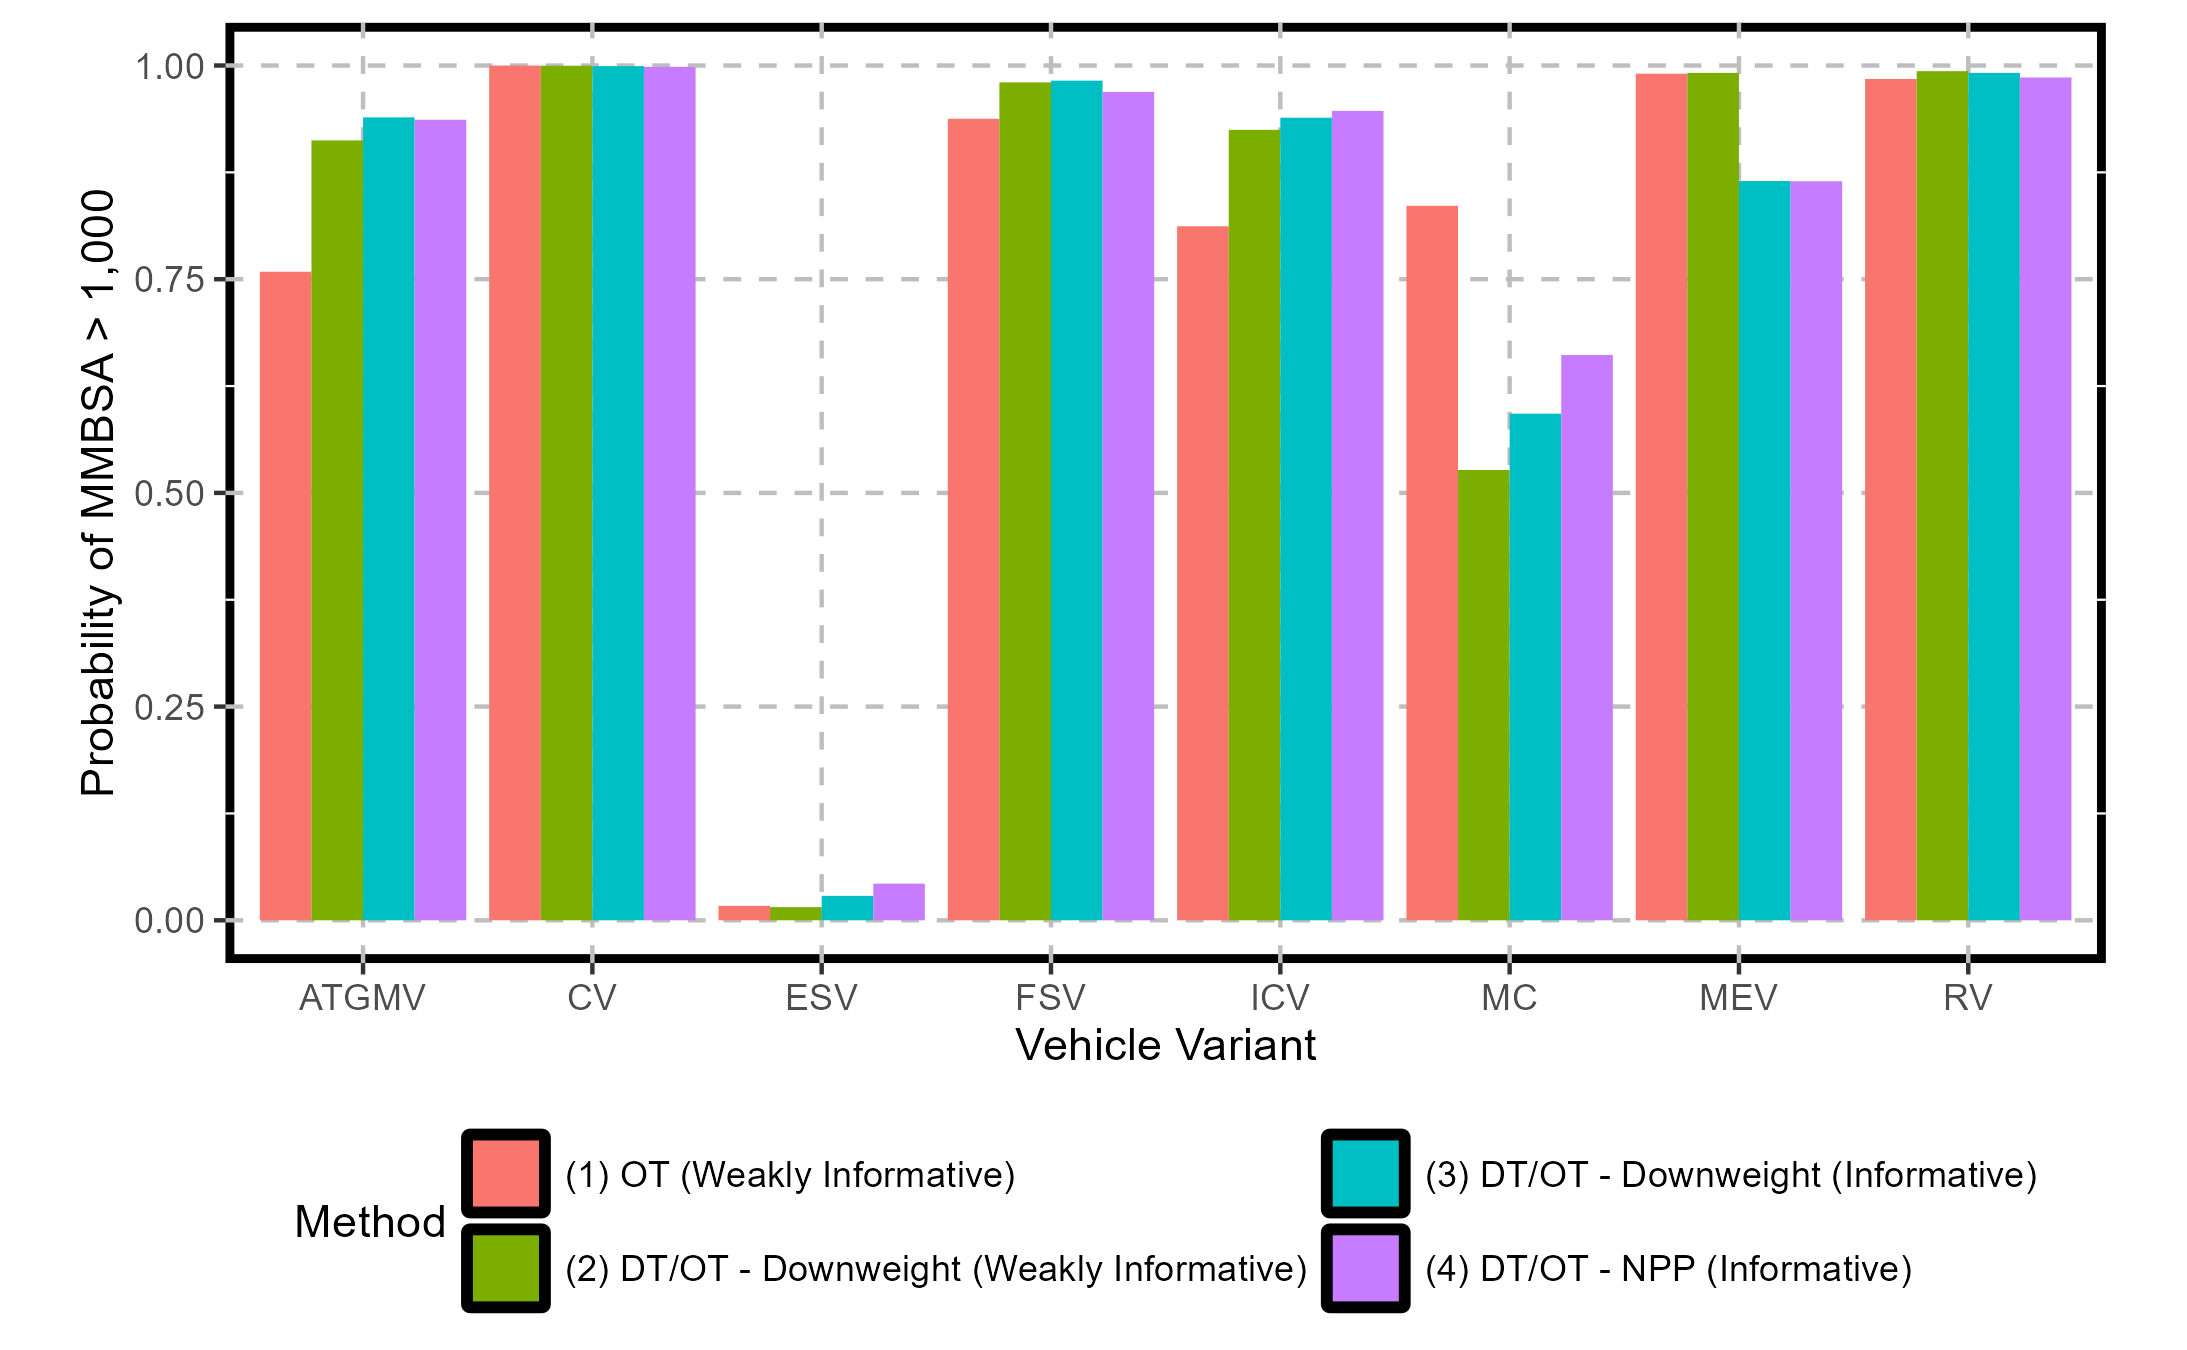 Probability of MMBSA > 1,000
1.00
0.75
0.50
0.25
0.00
ATGMV CV ESV FSV ICV MC MEV RV
Vehicle Variant
Method
(1) OT (Weakly Informative)
(2) DT/OT - Downweight (Weakly Informative)
(3) DT/OT - Downweight (Informative)
(4) DT/OT - NPP (Informative)